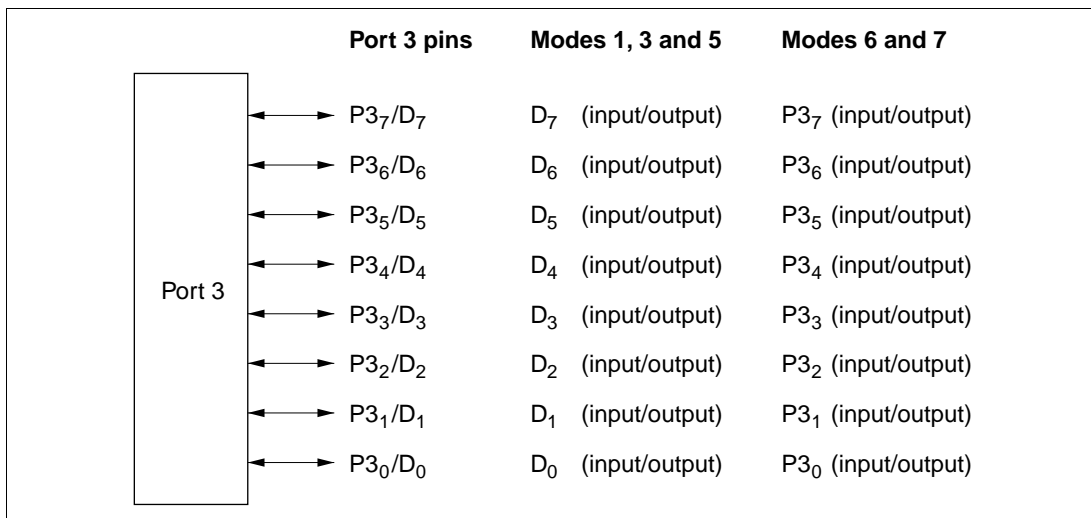 Port 3 pins Modes 1, 3 and 5 Modes 6 and 7
P3₇/D₇ D₇ (input/output) P3₇ (input/output)
P3₆/D₆ D₆ (input/output) P3₆ (input/output)
P3₅/D₅ D₅ (input/output) P3₅ (input/output)
P3₄/D₄ D₄ (input/output) P3₄ (input/output)
Port 3
P3₃/D₃ D₃ (input/output) P3₃ (input/output)
P3₂/D₂ D₂ (input/output) P3₂ (input/output)
P3₁/D₁ D₁ (input/output) P3₁ (input/output)
P3₀/D₀ D₀ (input/output) P3₀ (input/output)